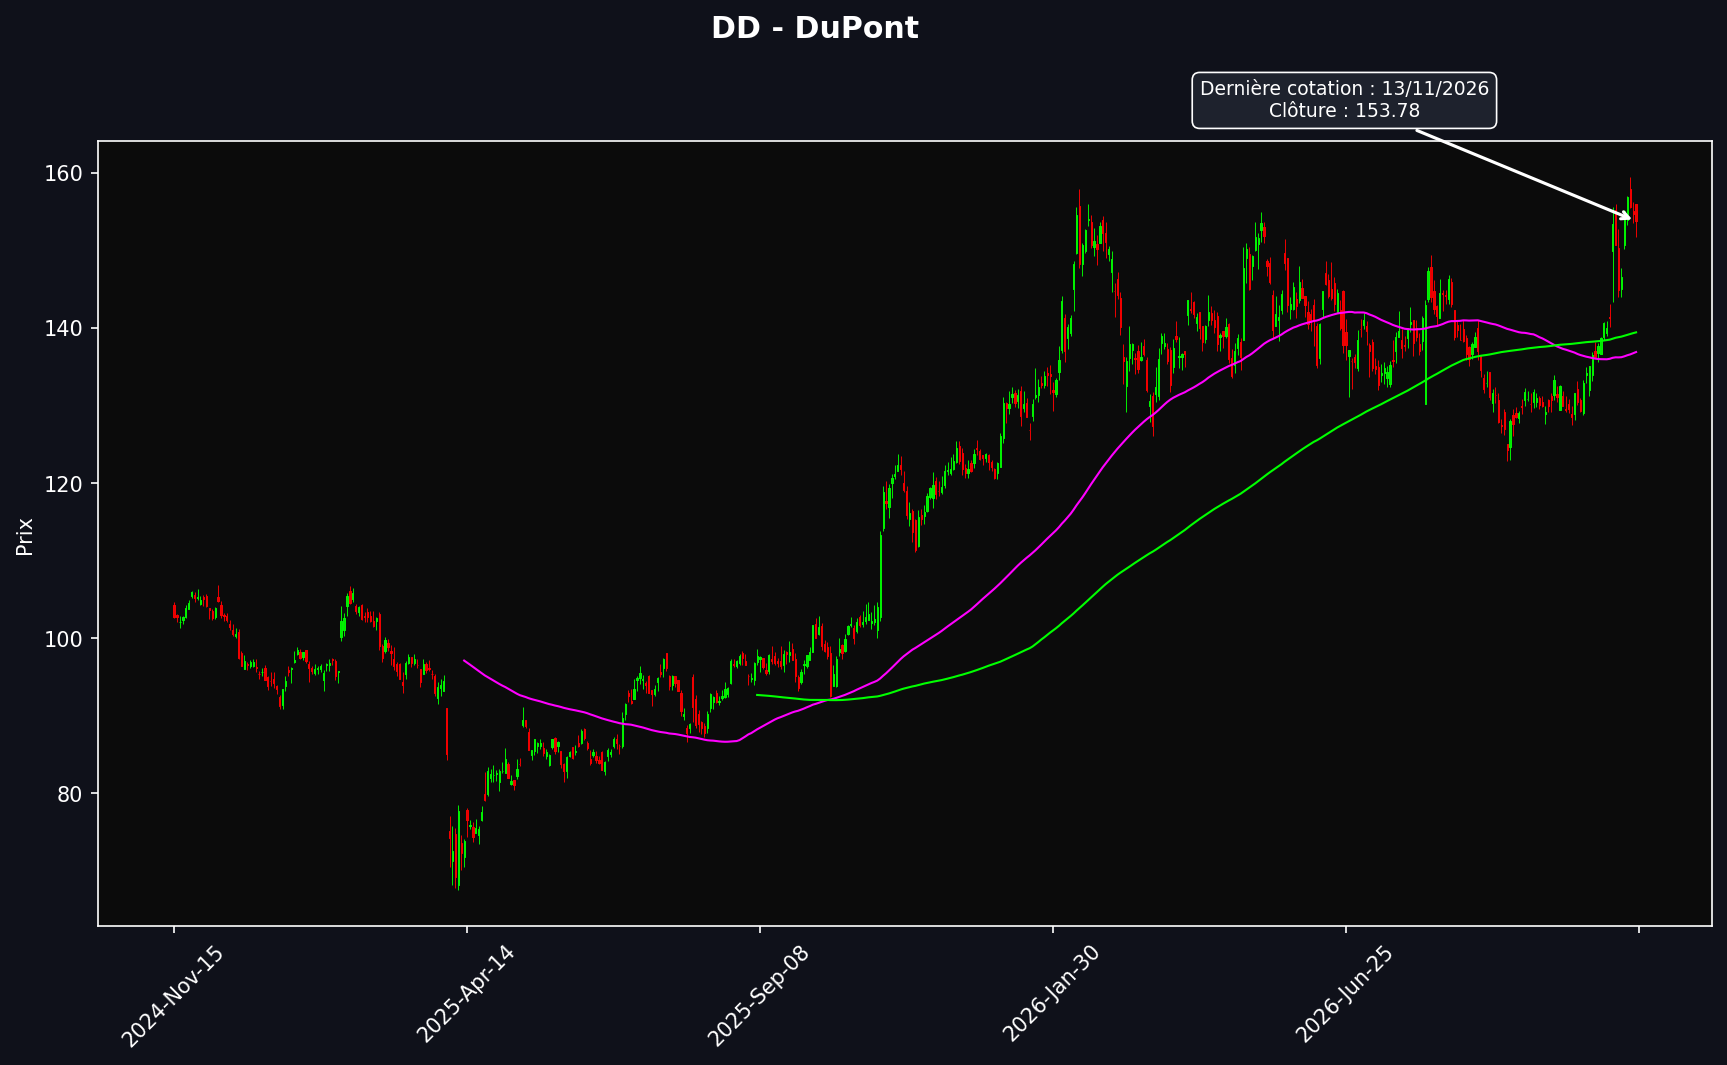 DD - DuPont
Dernière cotation : 13/11/2026
Clôture : 153.78
160
140
120
100
80
Prix
2024-Nov-15
2025-Apr-14
2025-Sep-08
2026-Jan-30
2026-Jun-25